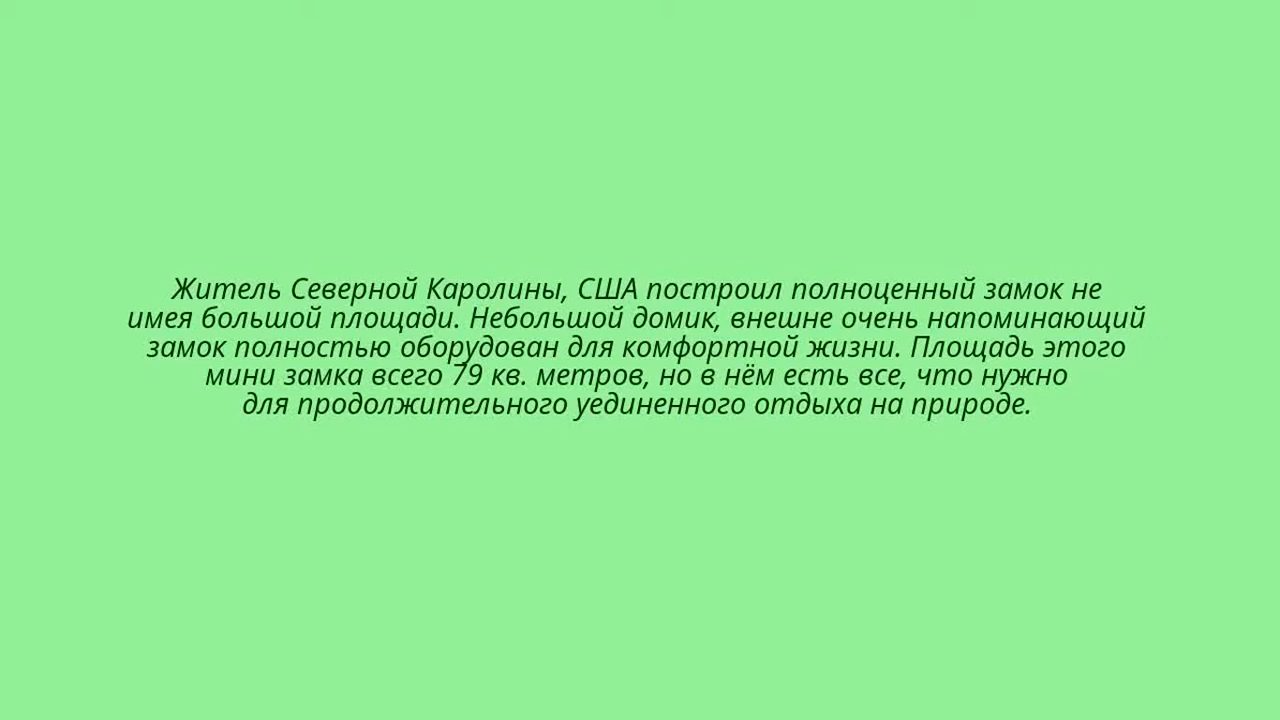 Житель Северной Каролины, США построил полноценный замок не
имея большой площади. Небольшой домик, внешне очень напоминающий
замок полностью оборудован для комфортной жизни. Площадь этого
мини замка всего 79 кв. метров, но в нём есть все, что нужно
для продолжительного уединенного отдыха на природе.